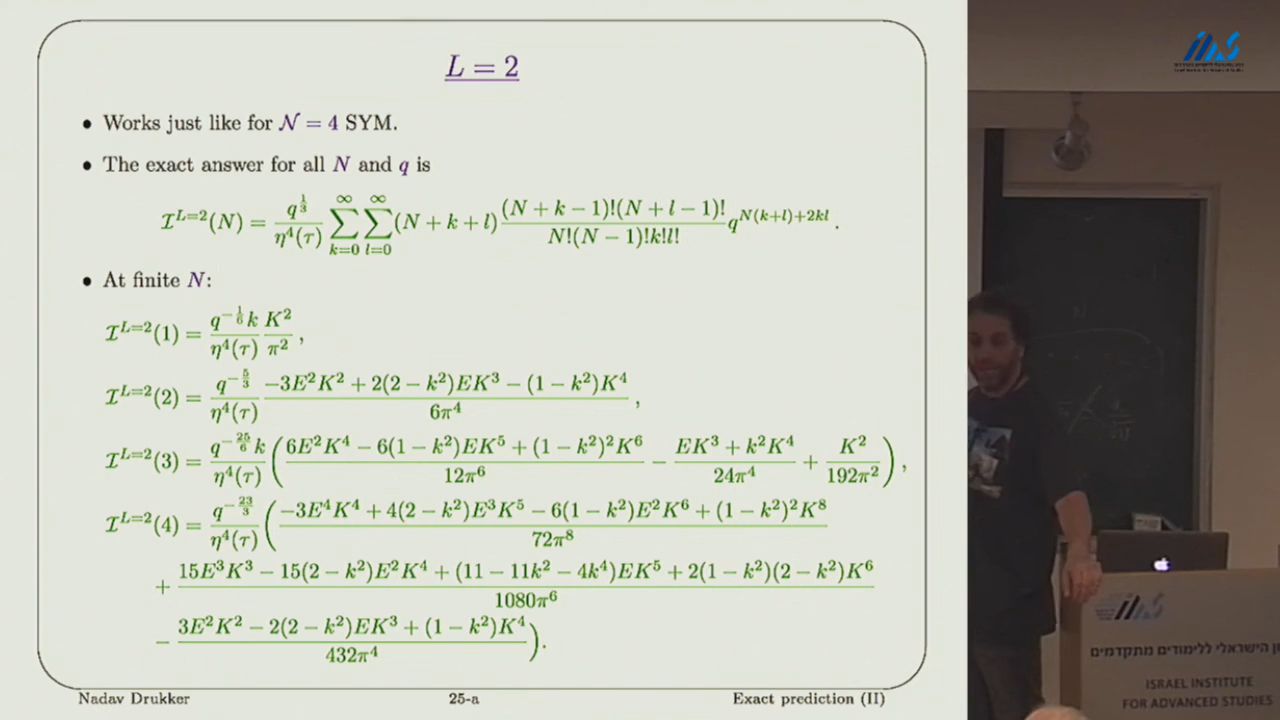 L = 2
• Works just like for 𝒩 = 4 SYM.
• The exact answer for all N and q is
ℐ^{L=2}(N) = \frac{q^{\frac{1}{3}}}{η^4(τ)} \sum_{k=0}^{∞} \sum_{l=0}^{∞} (N + k + l) \frac{(N + k − 1)!(N + l − 1)!}{N!(N − 1)!k!l!} q^{N(k+l)+2kl} .
• At finite N:
ℐ^{L=2}(1) = \frac{q^{−\frac{1}{6}} k}{η^4(τ)} \frac{K^2}{π^2} ,
ℐ^{L=2}(2) = \frac{q^{−\frac{5}{3}}}{η^4(τ)} \frac{−3E^2K^2 + 2(2 − k^2)EK^3 − (1 − k^2)K^4}{6π^4} ,
ℐ^{L=2}(3) = \frac{q^{−\frac{25}{6}} k}{η^4(τ)} ( \frac{6E^2K^4 − 6(1 − k^2)EK^5 + (1 − k^2)^2K^6}{12π^6} − \frac{EK^3 + k^2K^4}{24π^4} + \frac{K^2}{192π^2} ) ,
ℐ^{L=2}(4) = \frac{q^{−\frac{23}{3}}}{η^4(τ)} ( \frac{−3E^4K^4 + 4(2 − k^2)E^3K^5 − 6(1 − k^2)E^2K^6 + (1 − k^2)^2K^8}{72π^8}
+ \frac{15E^3K^3 − 15(2 − k^2)E^2K^4 + (11 − 11k^2 − 4k^4)EK^5 + 2(1 − k^2)(2 − k^2)K^6}{1080π^6}
− \frac{3E^2K^2 − 2(2 − k^2)EK^3 + (1 − k^2)K^4}{432π^4} ).
Nadav Drukker 25-a Exact prediction (II)
הישראלי ללימודים מתקדמים
ISRAEL INSTITUTE
FOR ADVANCED STUDIES